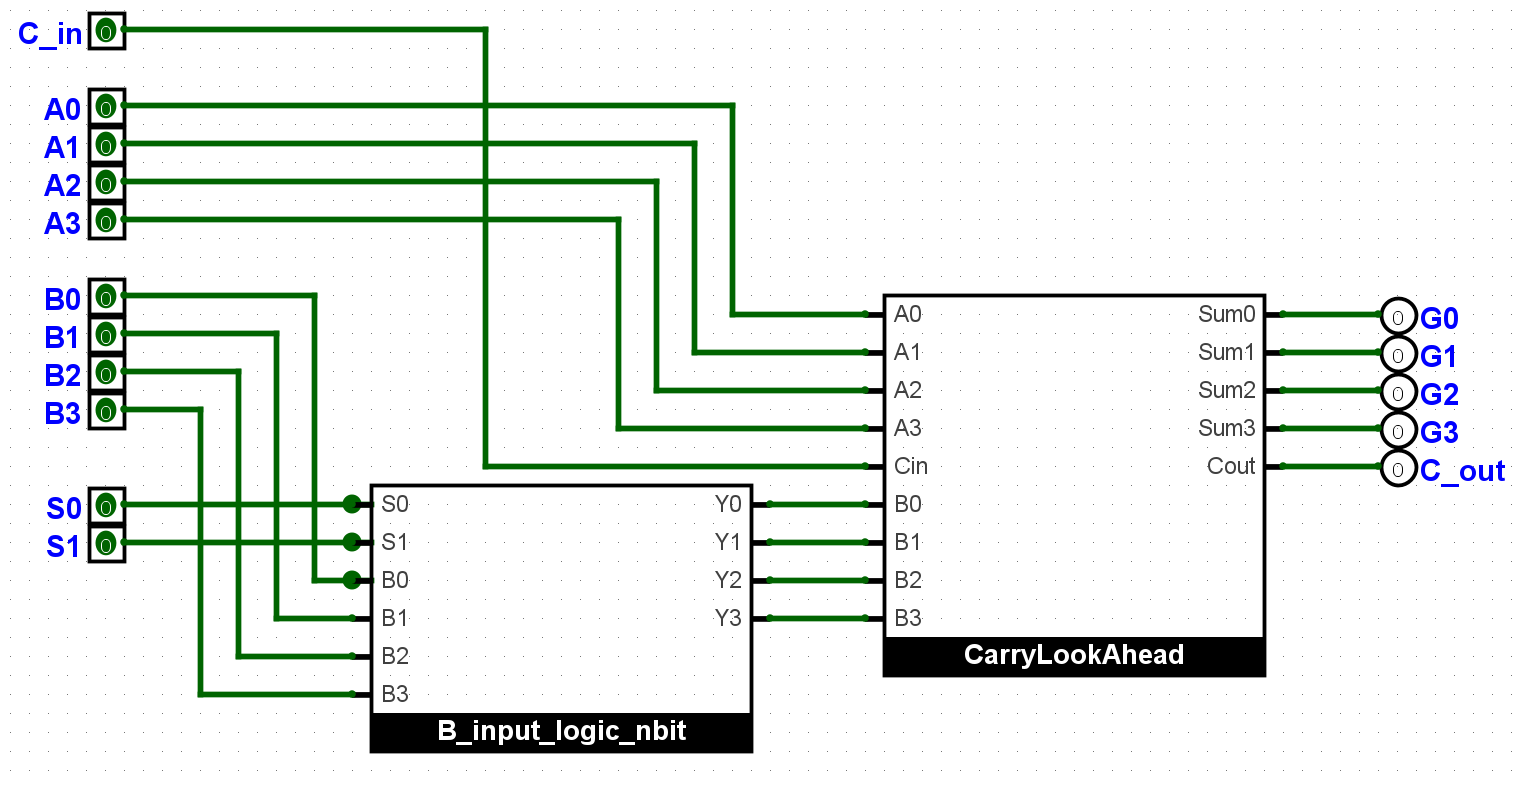 C_in 0
A0 0
A1 0
A2 0
A3 0
B0 0
B1 0
B2 0
B3 0
S0 0
S1 0
S0 Y0
S1 Y1
B0 Y2
B1 Y3
B2
B3
B_input_logic_nbit
A0 Sum0
A1 Sum1
A2 Sum2
A3 Sum3
Cin Cout
B0
B1
B2
B3
CarryLookAhead
0 G0
0 G1
0 G2
0 G3
0 C_out